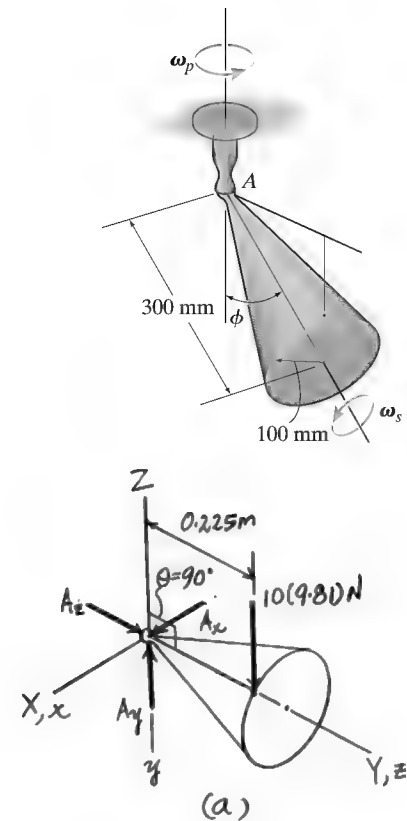 ωp
A
300 mm
ϕ
ωs
100 mm
Z
0.225m
θ=90°
10(9.81)N
Az
Ax
X, x
Ay
y
Y, z
(a)